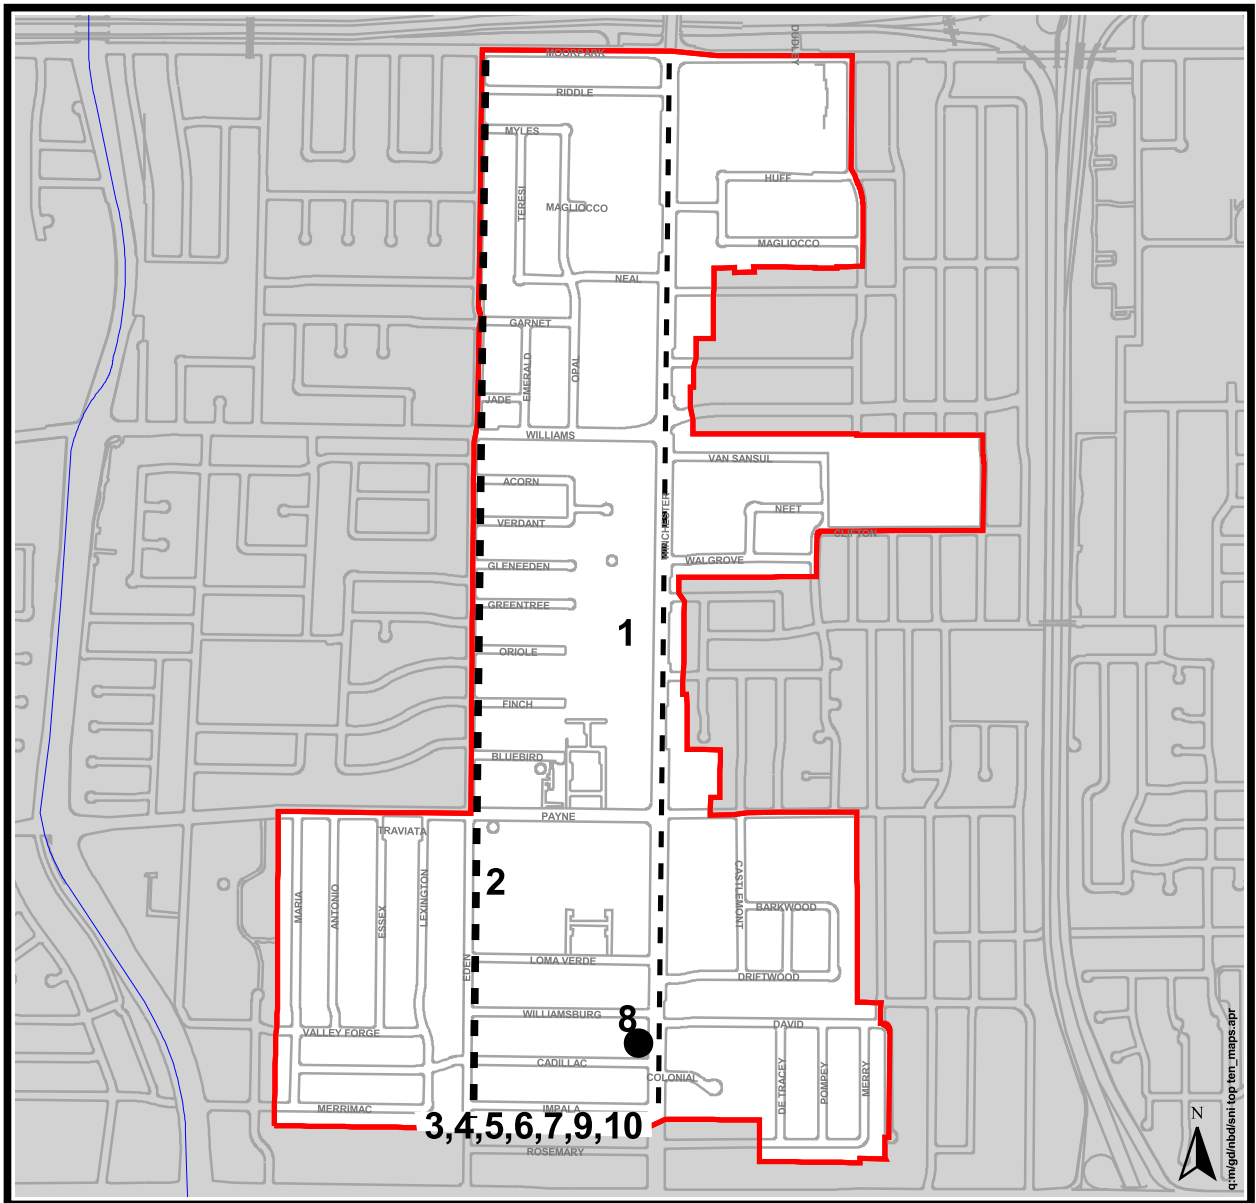 MOORPARK
DUDLEY
RIDDLE
MYLES
TERESI
MAGLIOCCO
HUFF
MAGLIOCCO
NEAL
GARNET
EMERALD
OPAL
JADE
WILLIAMS
VAN SANSUL
ACORN
VERDANT
WINCHESTER
NEET
CLIFTON
GLENEEDEN
WALGROVE
GREENTREE
1
ORIOLE
FINCH
BLUEBIRD
PAYNE
TRAVIATA
MARIA
ANTONIO
ESSEX
LEXINGTON
2
CASTLEMONT
BARKWOOD
EDEN
LOMA VERDE
DRIFTWOOD
WILLIAMSBURG
8
DAVID
VALLEY FORGE
CADILLAC
COLONIAL
DE TRACEY
POMPEY
MERRY
MERRIMAC
IMPALA
3,4,5,6,7,9,10
ROSEMARY
N
q:m/gd/nbd/sni top ten_maps.apr